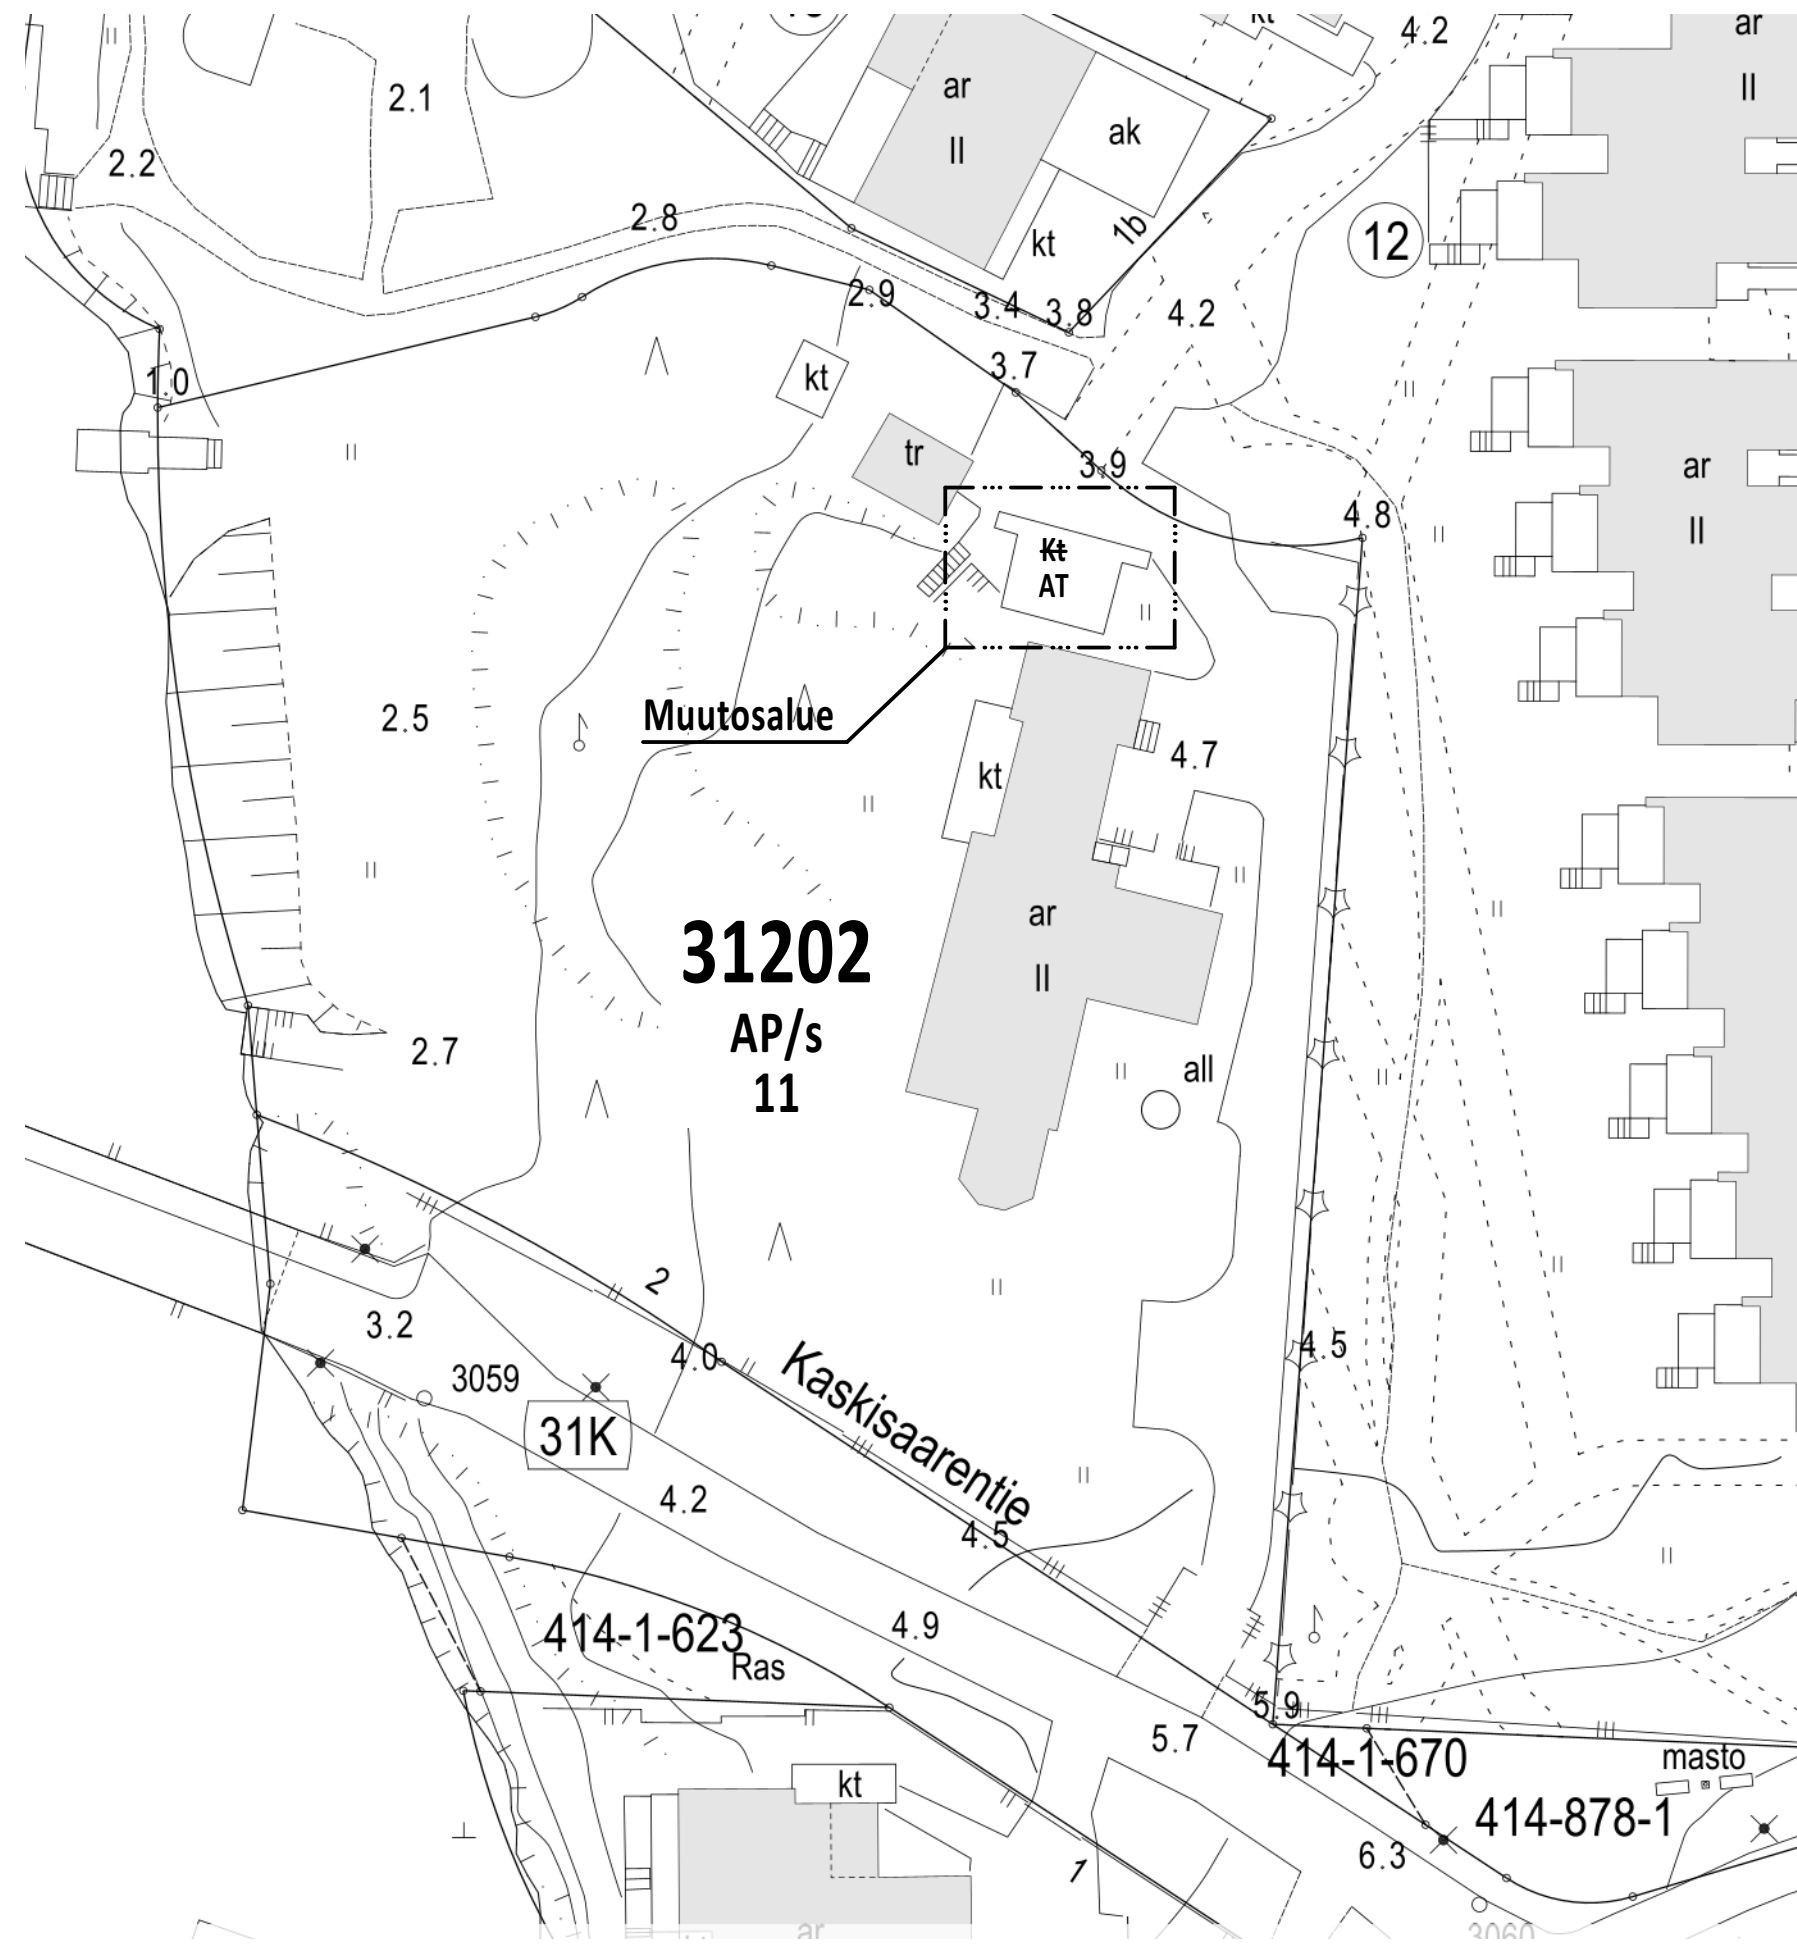 kt
4.2
ar
II
2.1
ar
II
ak
2.2
2.8
kt
1b
12
2.9
3.4
3.8
4.2
1.0
kt
3.7
tr
3.9
ar
II
4.8
Kt
AT
2.5
Muutosalue
4.7
kt
31202
AP/s
11
ar
II
2.7
all
2
3.2
4.0
4.5
3059
Kaskisaarentie
31K
4.2
4.5
4.9
414-1-623
Ras
5.9
5.7
414-1-670
masto
kt
414-878-1
6.3
1
ar
3060